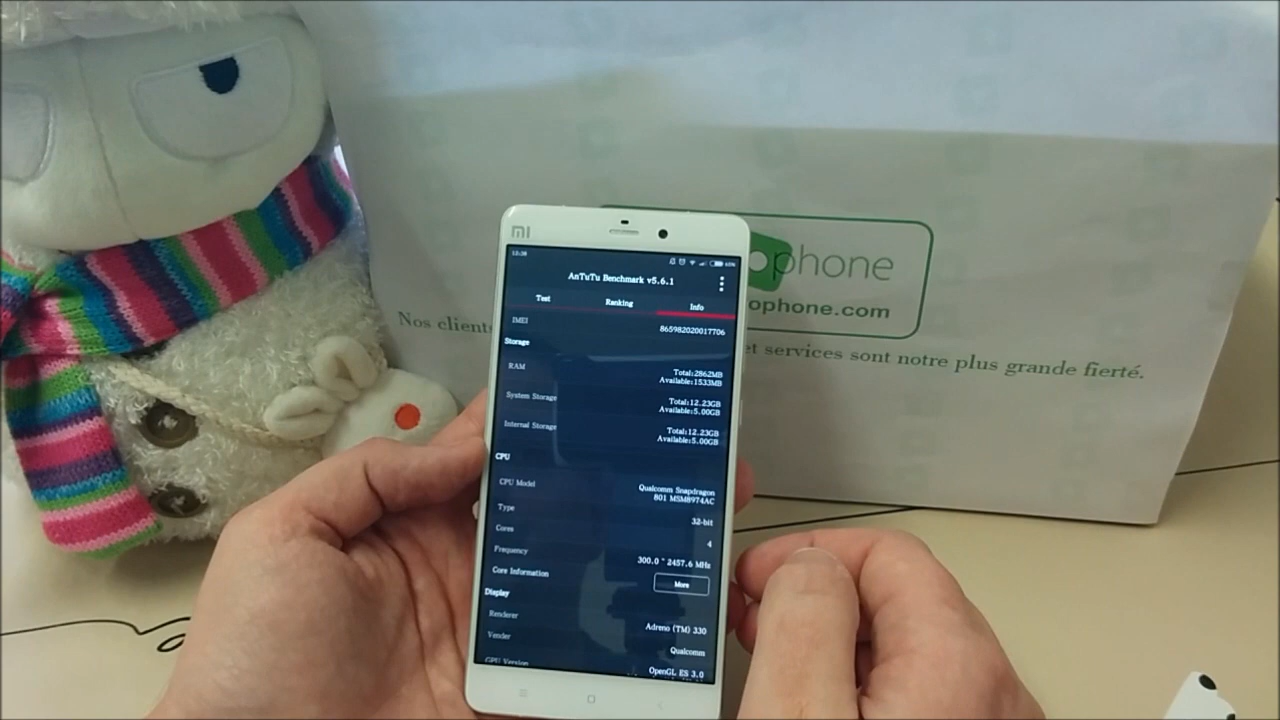 MI
12:38
65%
AnTuTu Benchmark v5.6.1
Test Ranking Info
IMEI 865982020017706
Storage
RAM Total:2862MB
Available:1533MB
System Storage Total:12.23GB
Available:5.00GB
Internal Storage Total:12.23GB
Available:5.00GB
CPU
CPU Model Qualcomm Snapdragon
801 MSM8974AC
Type 32-bit
Cores 4
Frequency 300.0 ~ 2457.6 MHz
Core Information More
Display
Renderer Adreno (TM) 330
Vender Qualcomm
GPU Version OpenGL ES 3.0
ophone
ophone.com
Nos clients
et services sont notre plus grande fierté.